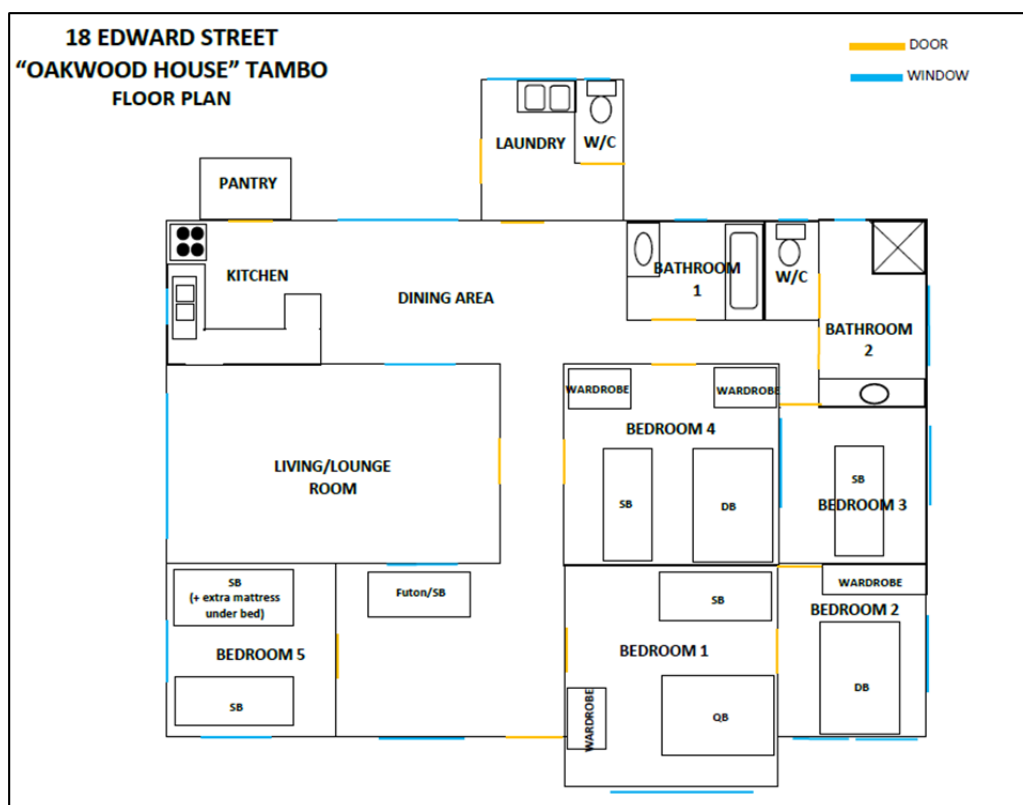 18 EDWARD STREET
“OAKWOOD HOUSE” TAMBO
FLOOR PLAN
DOOR
WINDOW
LAUNDRY
W/C
PANTRY
KITCHEN
DINING AREA
BATHROOM
1
W/C
BATHROOM
2
WARDROBE
WARDROBE
BEDROOM 4
LIVING/LOUNGE
ROOM
SB
DB
SB
BEDROOM 3
SB
(+ extra mattress
under bed)
Futon/SB
SB
WARDROBE
BEDROOM 2
BEDROOM 5
BEDROOM 1
SB
WARDROBE
QB
DB